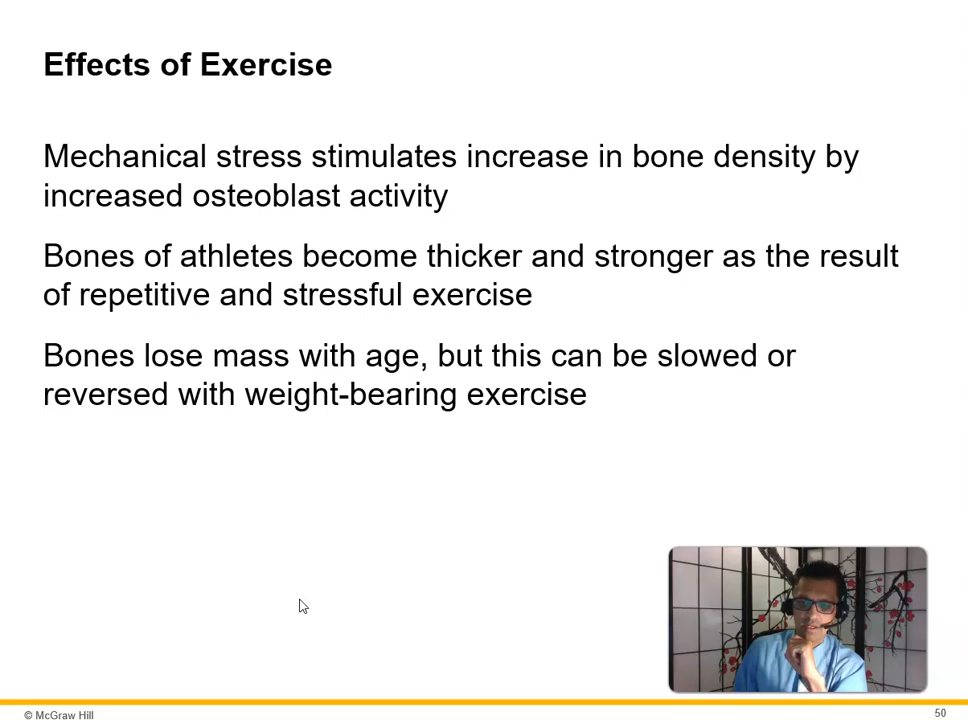 Effects of Exercise
Mechanical stress stimulates increase in bone density by
increased osteoblast activity
Bones of athletes become thicker and stronger as the result
of repetitive and stressful exercise
Bones lose mass with age, but this can be slowed or
reversed with weight-bearing exercise
© McGraw Hill
50